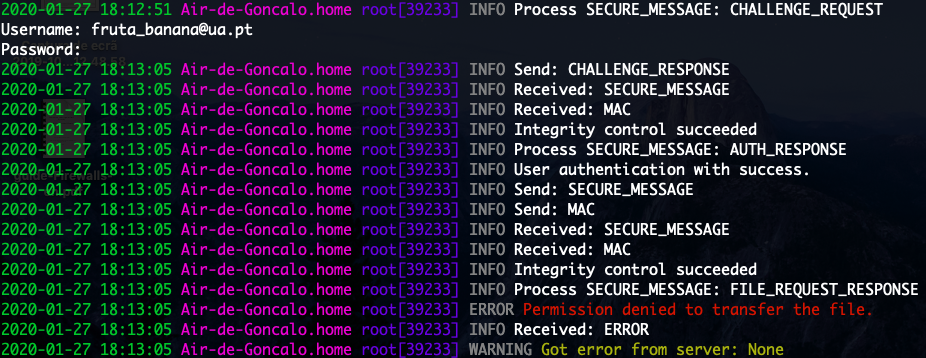 2020-01-27 18:12:51 Air-de-Goncalo.home root[39233] INFO Process SECURE_MESSAGE: CHALLENGE_REQUEST
Username: fruta_banana@ua.pt
Password:
2020-01-27 18:13:05 Air-de-Goncalo.home root[39233] INFO Send: CHALLENGE_RESPONSE
2020-01-27 18:13:05 Air-de-Goncalo.home root[39233] INFO Received: SECURE_MESSAGE
2020-01-27 18:13:05 Air-de-Goncalo.home root[39233] INFO Received: MAC
2020-01-27 18:13:05 Air-de-Goncalo.home root[39233] INFO Integrity control succeeded
2020-01-27 18:13:05 Air-de-Goncalo.home root[39233] INFO Process SECURE_MESSAGE: AUTH_RESPONSE
2020-01-27 18:13:05 Air-de-Goncalo.home root[39233] INFO User authentication with success.
2020-01-27 18:13:05 Air-de-Goncalo.home root[39233] INFO Send: SECURE_MESSAGE
2020-01-27 18:13:05 Air-de-Goncalo.home root[39233] INFO Send: MAC
2020-01-27 18:13:05 Air-de-Goncalo.home root[39233] INFO Received: SECURE_MESSAGE
2020-01-27 18:13:05 Air-de-Goncalo.home root[39233] INFO Received: MAC
2020-01-27 18:13:05 Air-de-Goncalo.home root[39233] INFO Integrity control succeeded
2020-01-27 18:13:05 Air-de-Goncalo.home root[39233] INFO Process SECURE_MESSAGE: FILE_REQUEST_RESPONSE
2020-01-27 18:13:05 Air-de-Goncalo.home root[39233] ERROR Permission denied to transfer the file.
2020-01-27 18:13:05 Air-de-Goncalo.home root[39233] INFO Received: ERROR
2020-01-27 18:13:05 Air-de-Goncalo.home root[39233] WARNING Got error from server: None